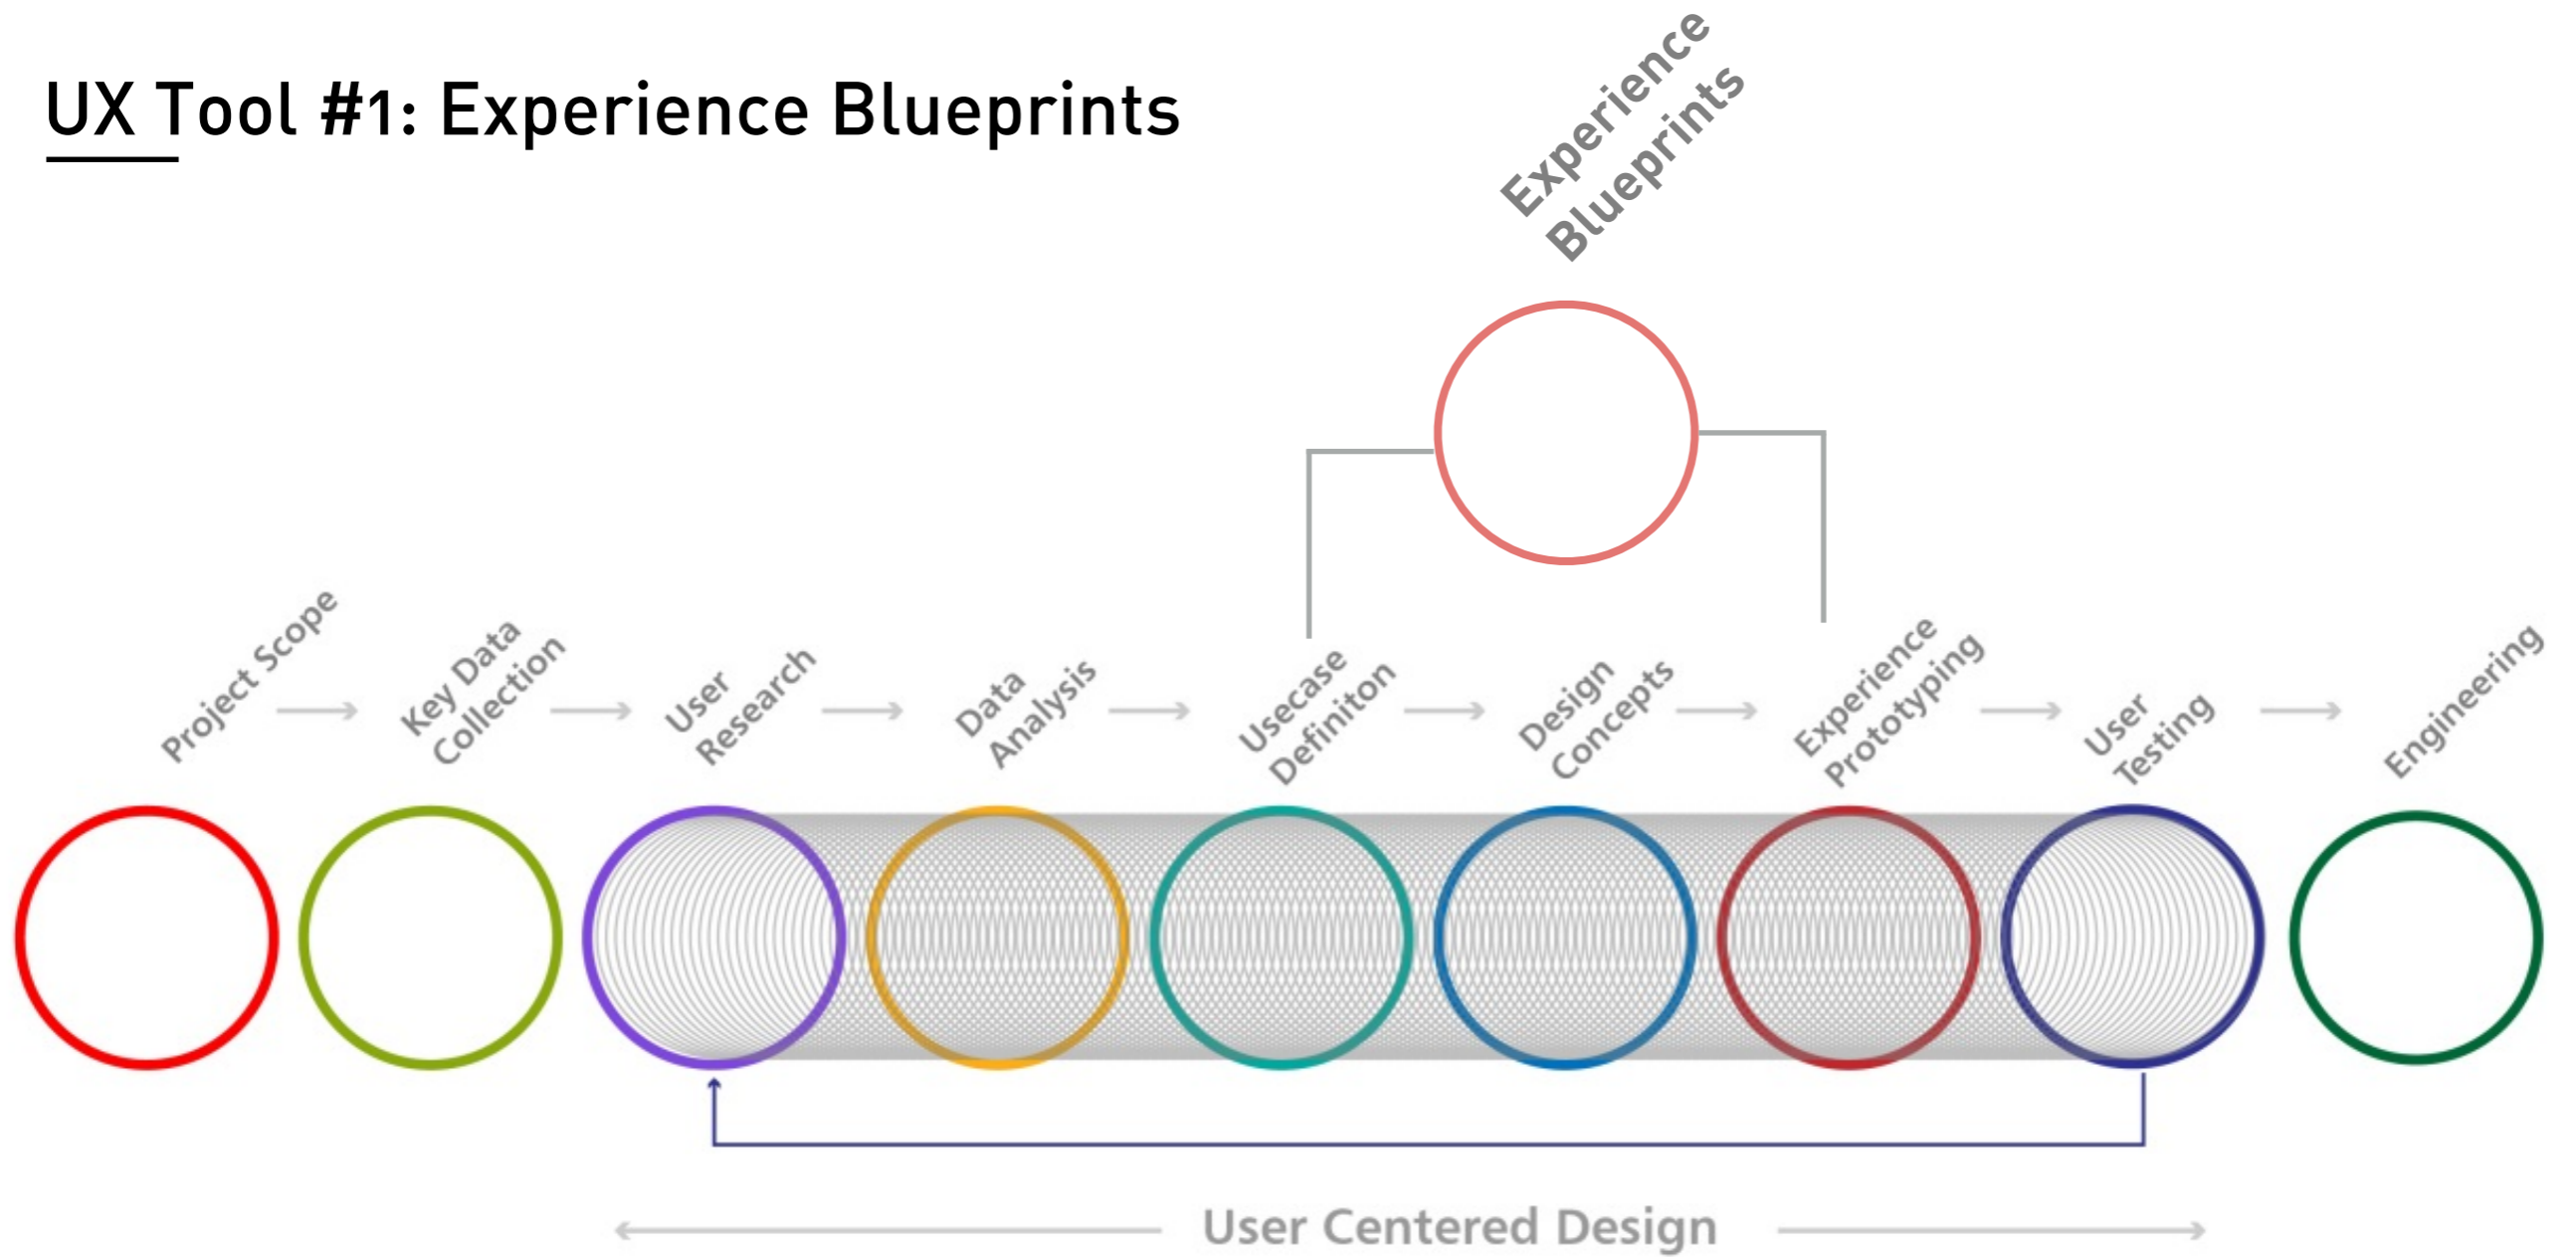 UX Tool #1: Experience Blueprints
Experience
Blueprints
Project Scope
Key Data
Collection
User
Research
Data
Analysis
Usecase
Definiton
Design
Concepts
Experience
Prototyping
User
Testing
Engineering
User Centered Design